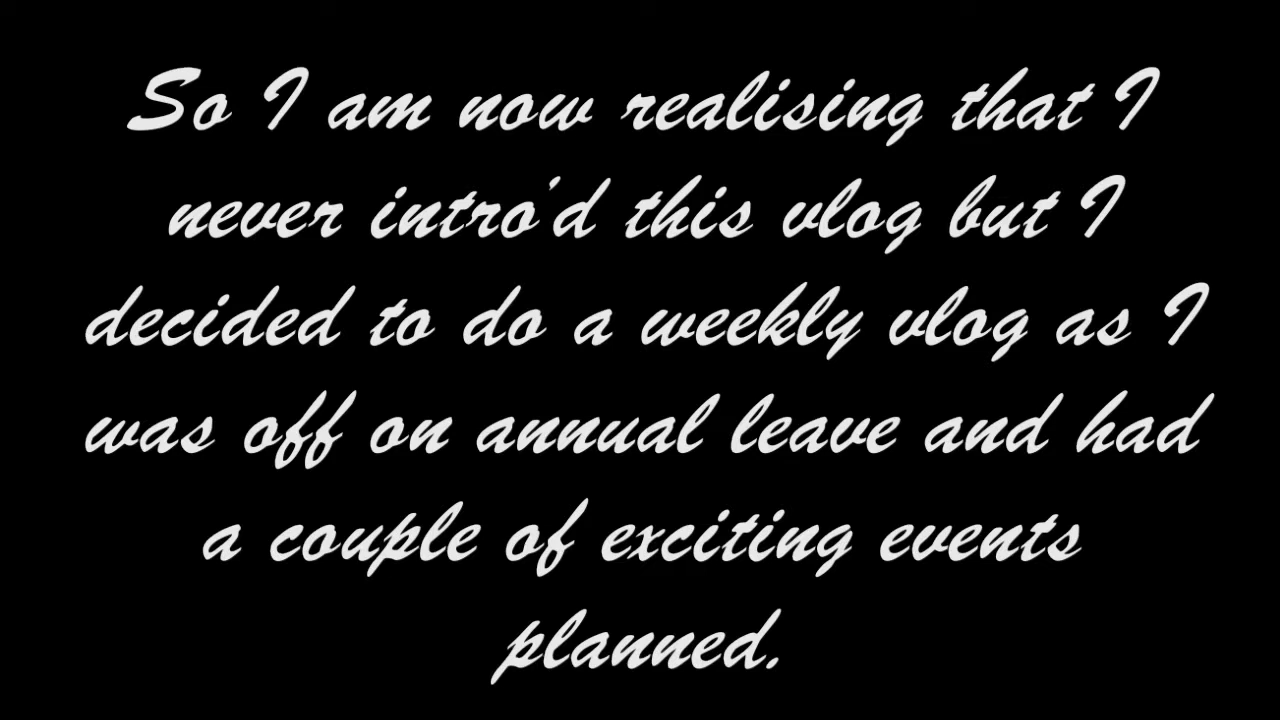 So I am now realising that I
never intro'd this vlog but I
decided to do a weekly vlog as I
was off on annual leave and had
a couple of exciting events
planned.